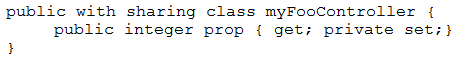 public with sharing class myFooController {
     public integer prop { get; private set;}
}